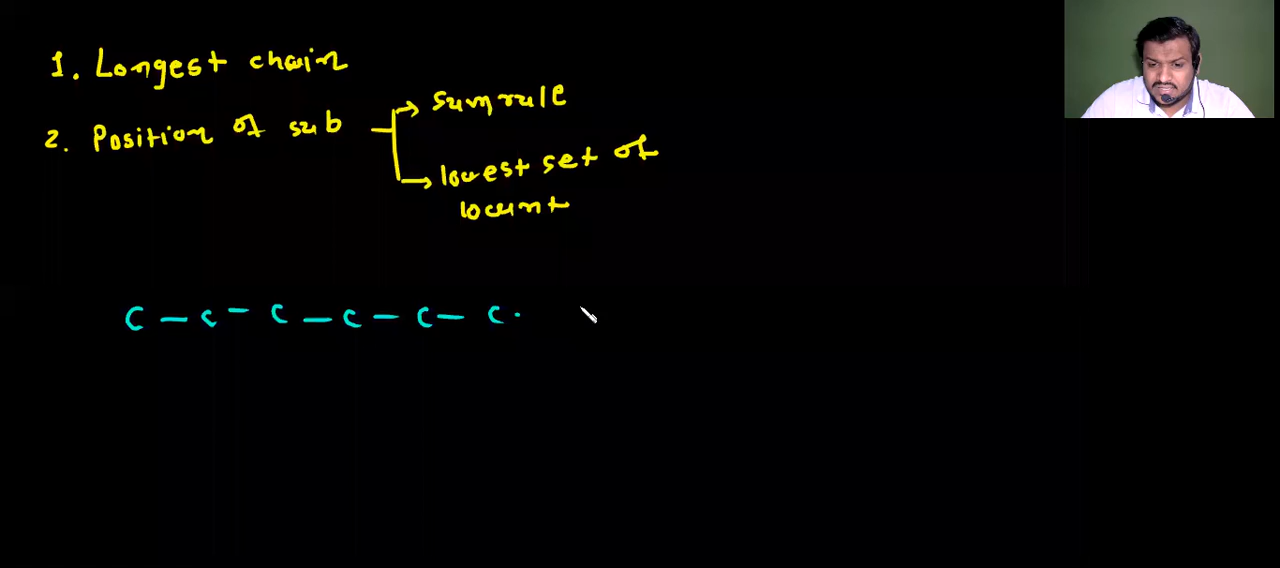 1. Longest chain
2. Position of sub
sum rule
lowest set of
locant
C - C - C - C - C - C.